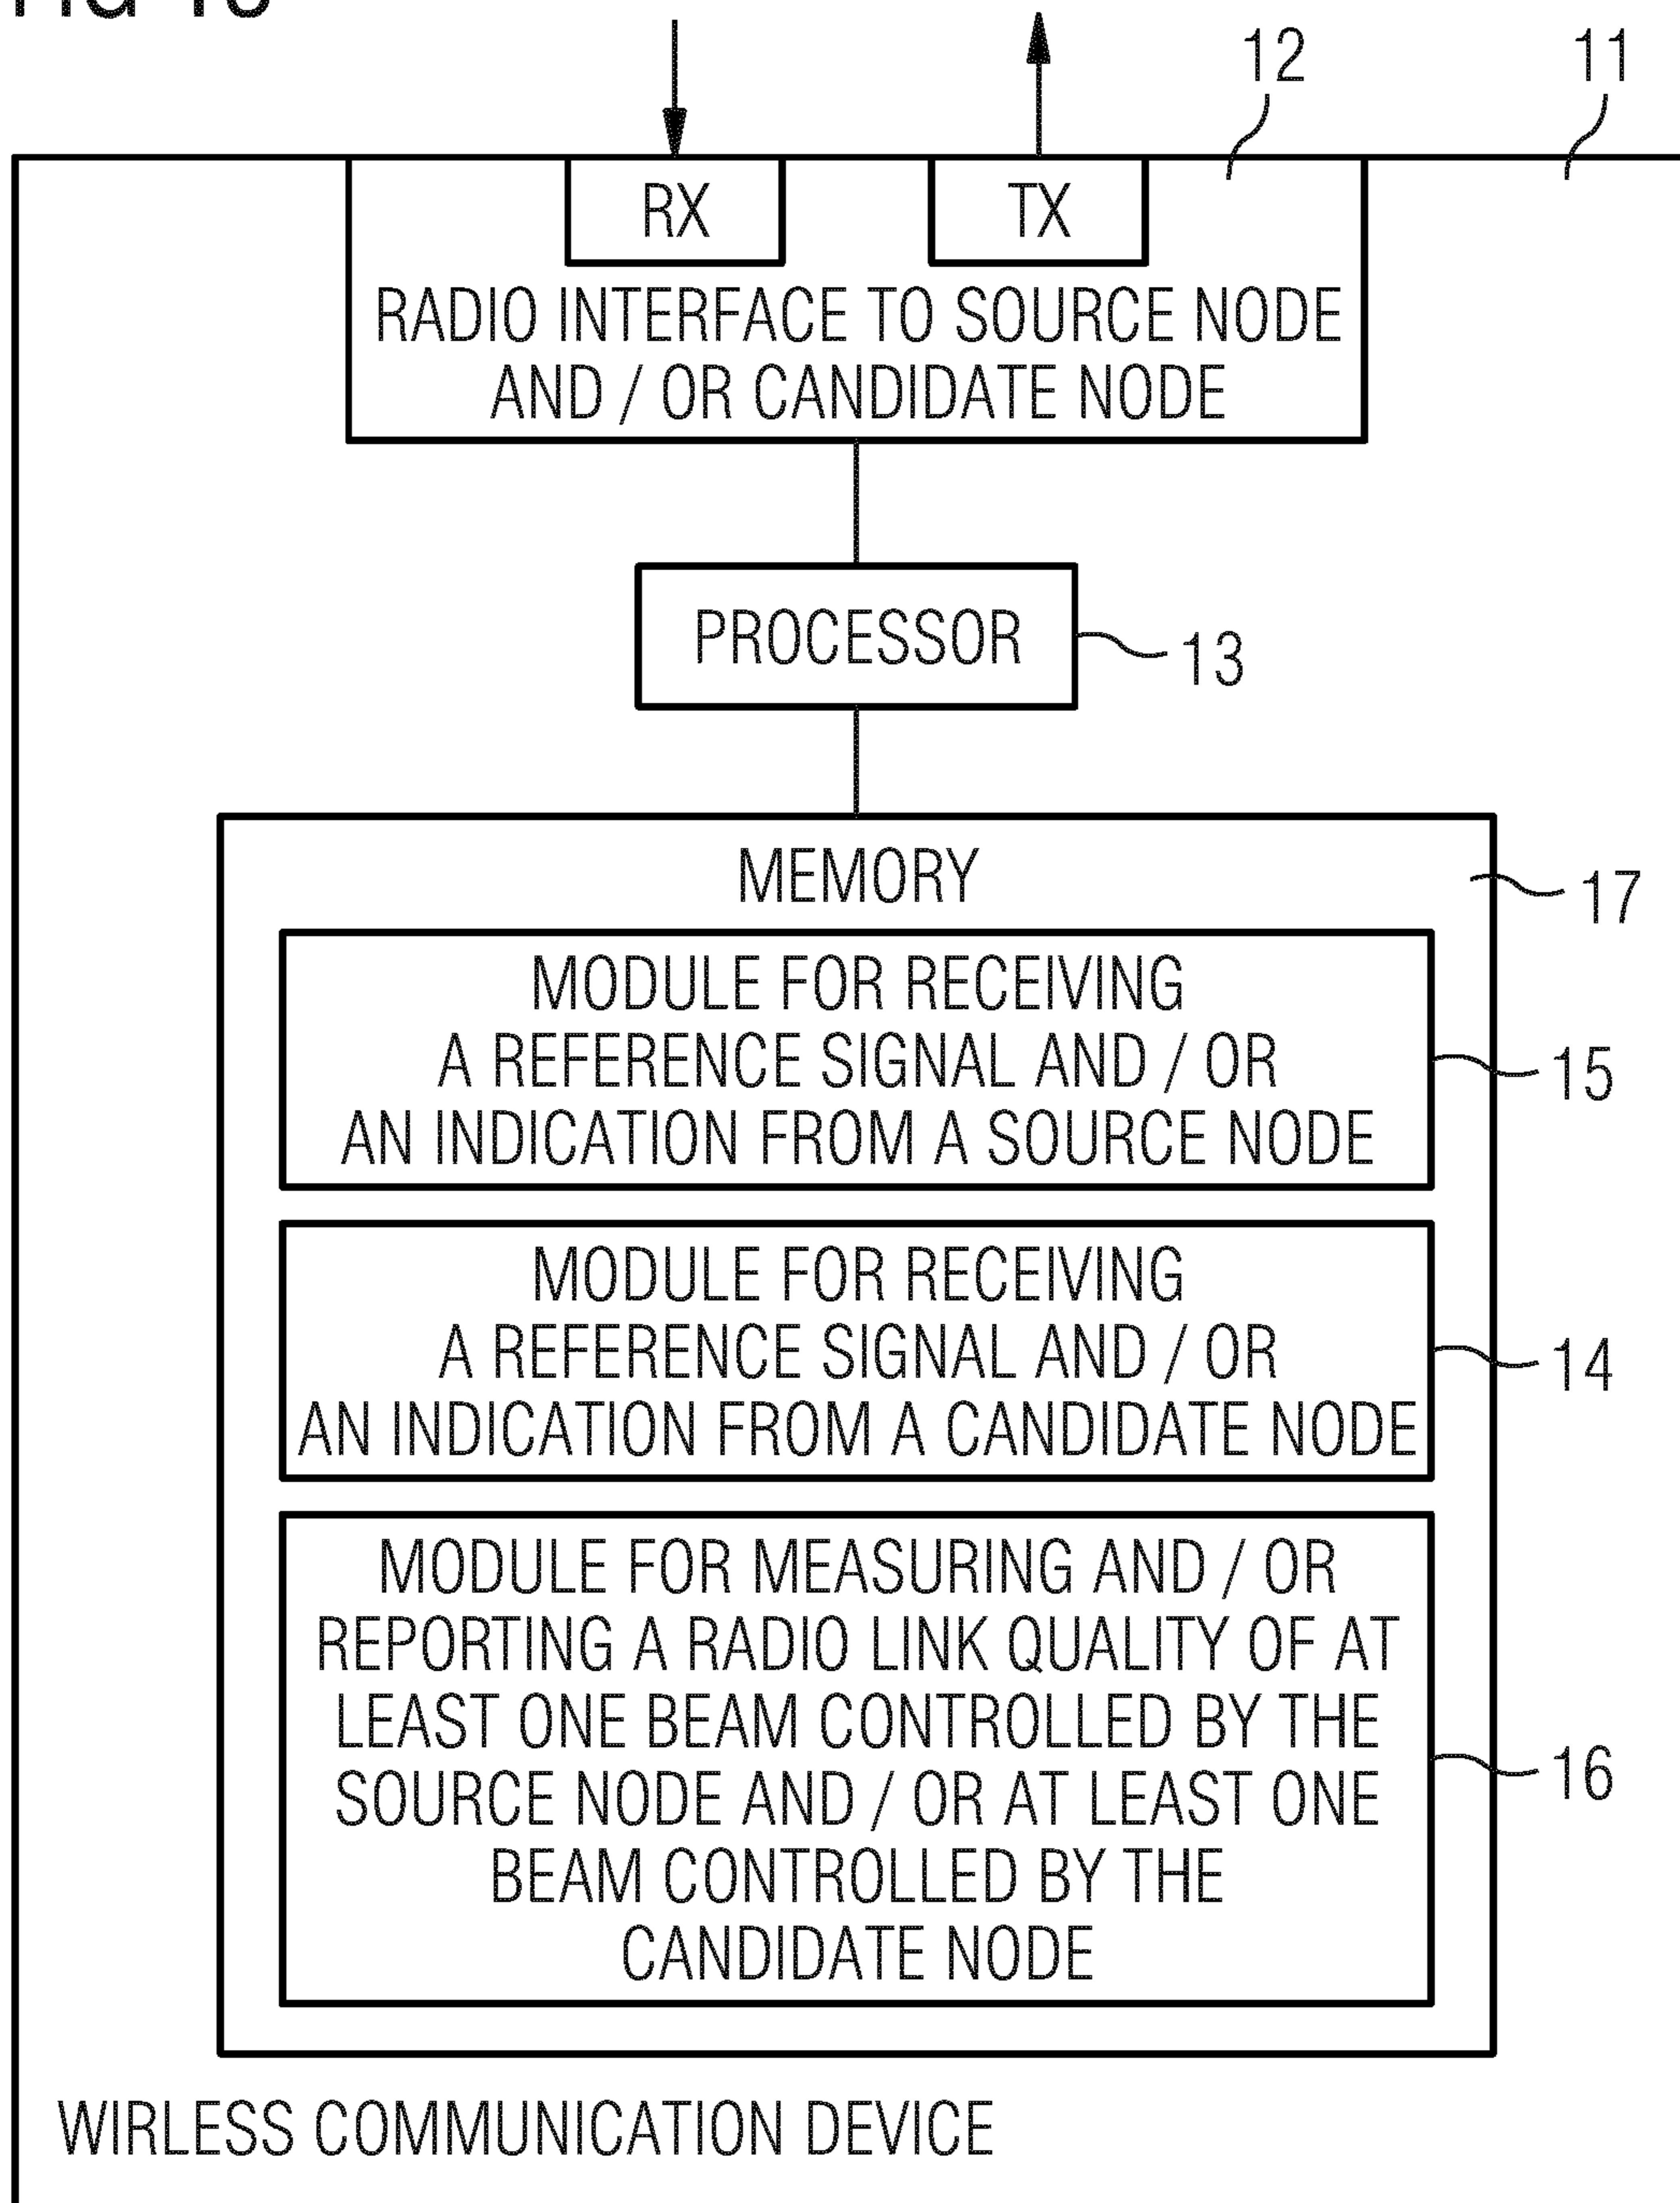 12
11
RX
TX
RADIO INTERFACE TO SOURCE NODE
AND / OR CANDIDATE NODE
PROCESSOR
13
MEMORY
17
MODULE FOR RECEIVING
A REFERENCE SIGNAL AND / OR
AN INDICATION FROM A SOURCE NODE
15
MODULE FOR RECEIVING
A REFERENCE SIGNAL AND / OR
AN INDICATION FROM A CANDIDATE NODE
14
MODULE FOR MEASURING AND / OR
REPORTING A RADIO LINK QUALITY OF AT
LEAST ONE BEAM CONTROLLED BY THE
SOURCE NODE AND / OR AT LEAST ONE
BEAM CONTROLLED BY THE
CANDIDATE NODE
16
WIRLESS COMMUNICATION DEVICE